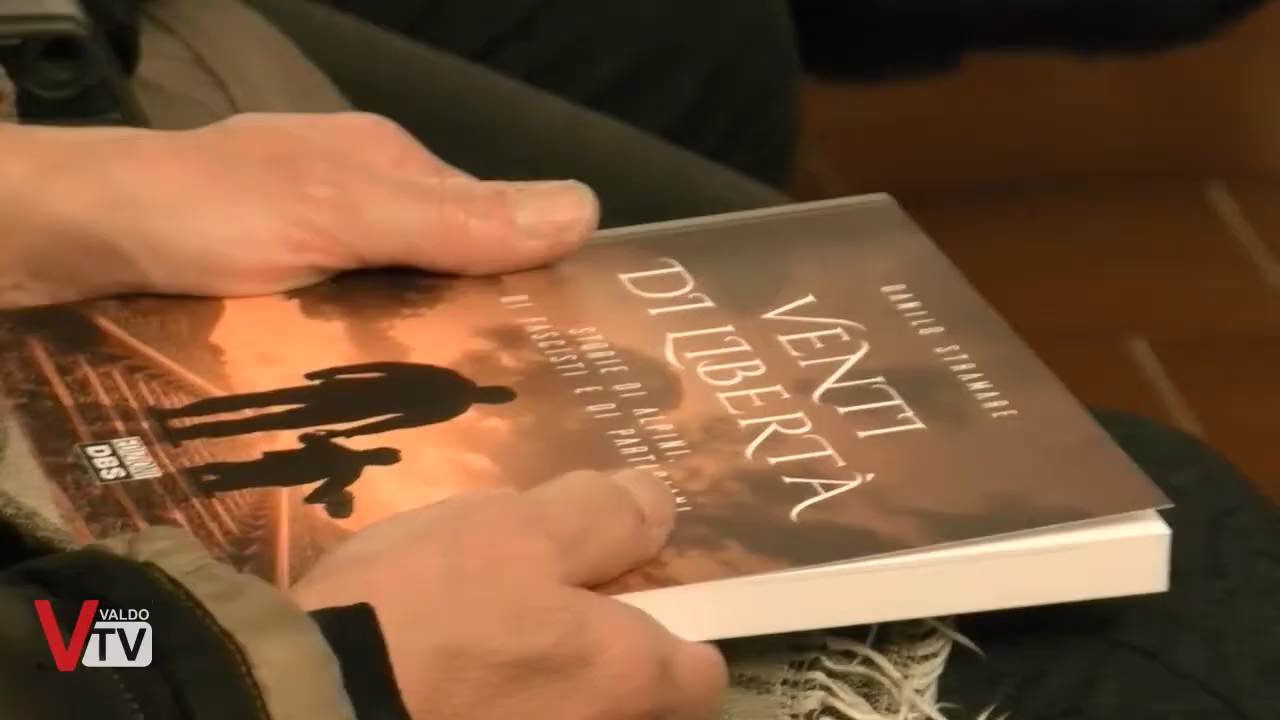 DANILO STRAMARE
VENTI
DI LIBERTÀ
STORIE DI ALPINI,
DI FASCISTI E DI PARTIGIANI
EDIZIONI
DBS
VALDO
TV